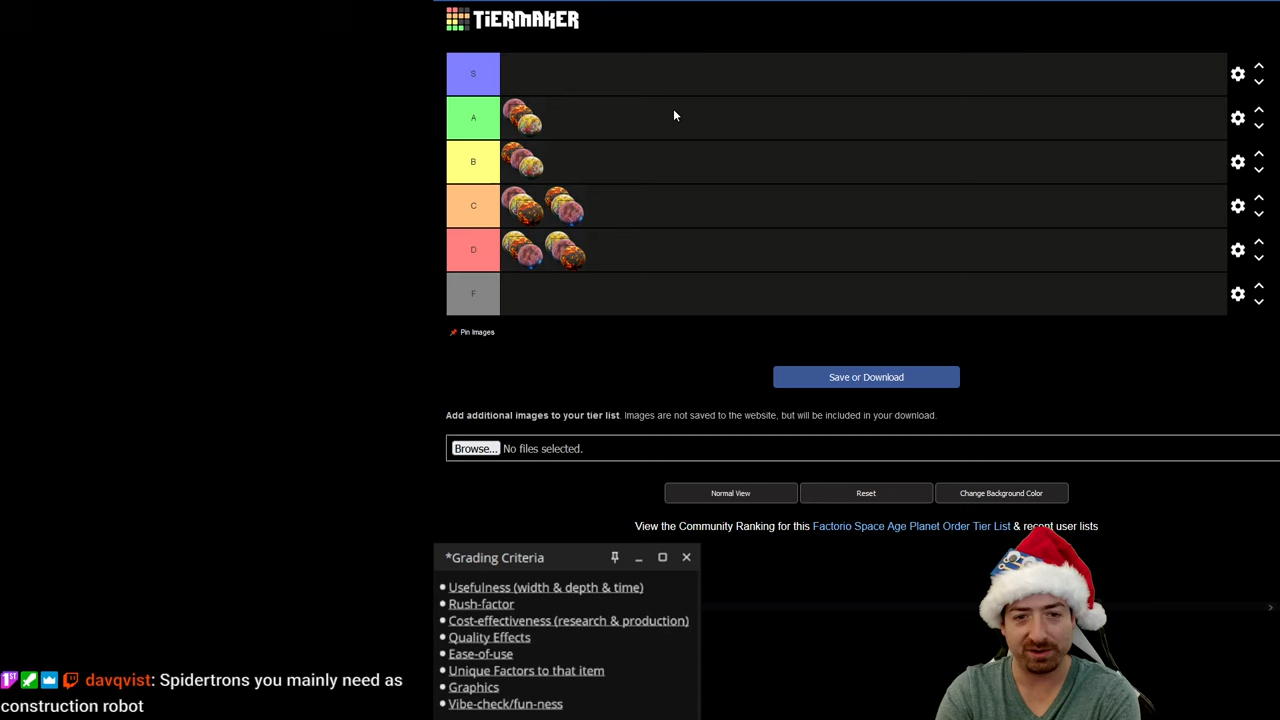 TiERMAKER
S
A
B
C
D
F
Pin Images
Save or Download
Add additional images to your tier list. Images are not saved to the website, but will be included in your download.
Browse... No files selected.
Normal View
Reset
Change Background Color
View the Community Ranking for this Factorio Space Age Planet Order Tier List & recent user lists
*Grading Criteria
Usefulness (width & depth & time)
Rush-factor
Cost-effectiveness (research & production)
Quality Effects
Ease-of-use
Unique Factors to that item
Graphics
Vibe-check/fun-ness
1ST davqvist: Spidertrons you mainly need as
construction robot